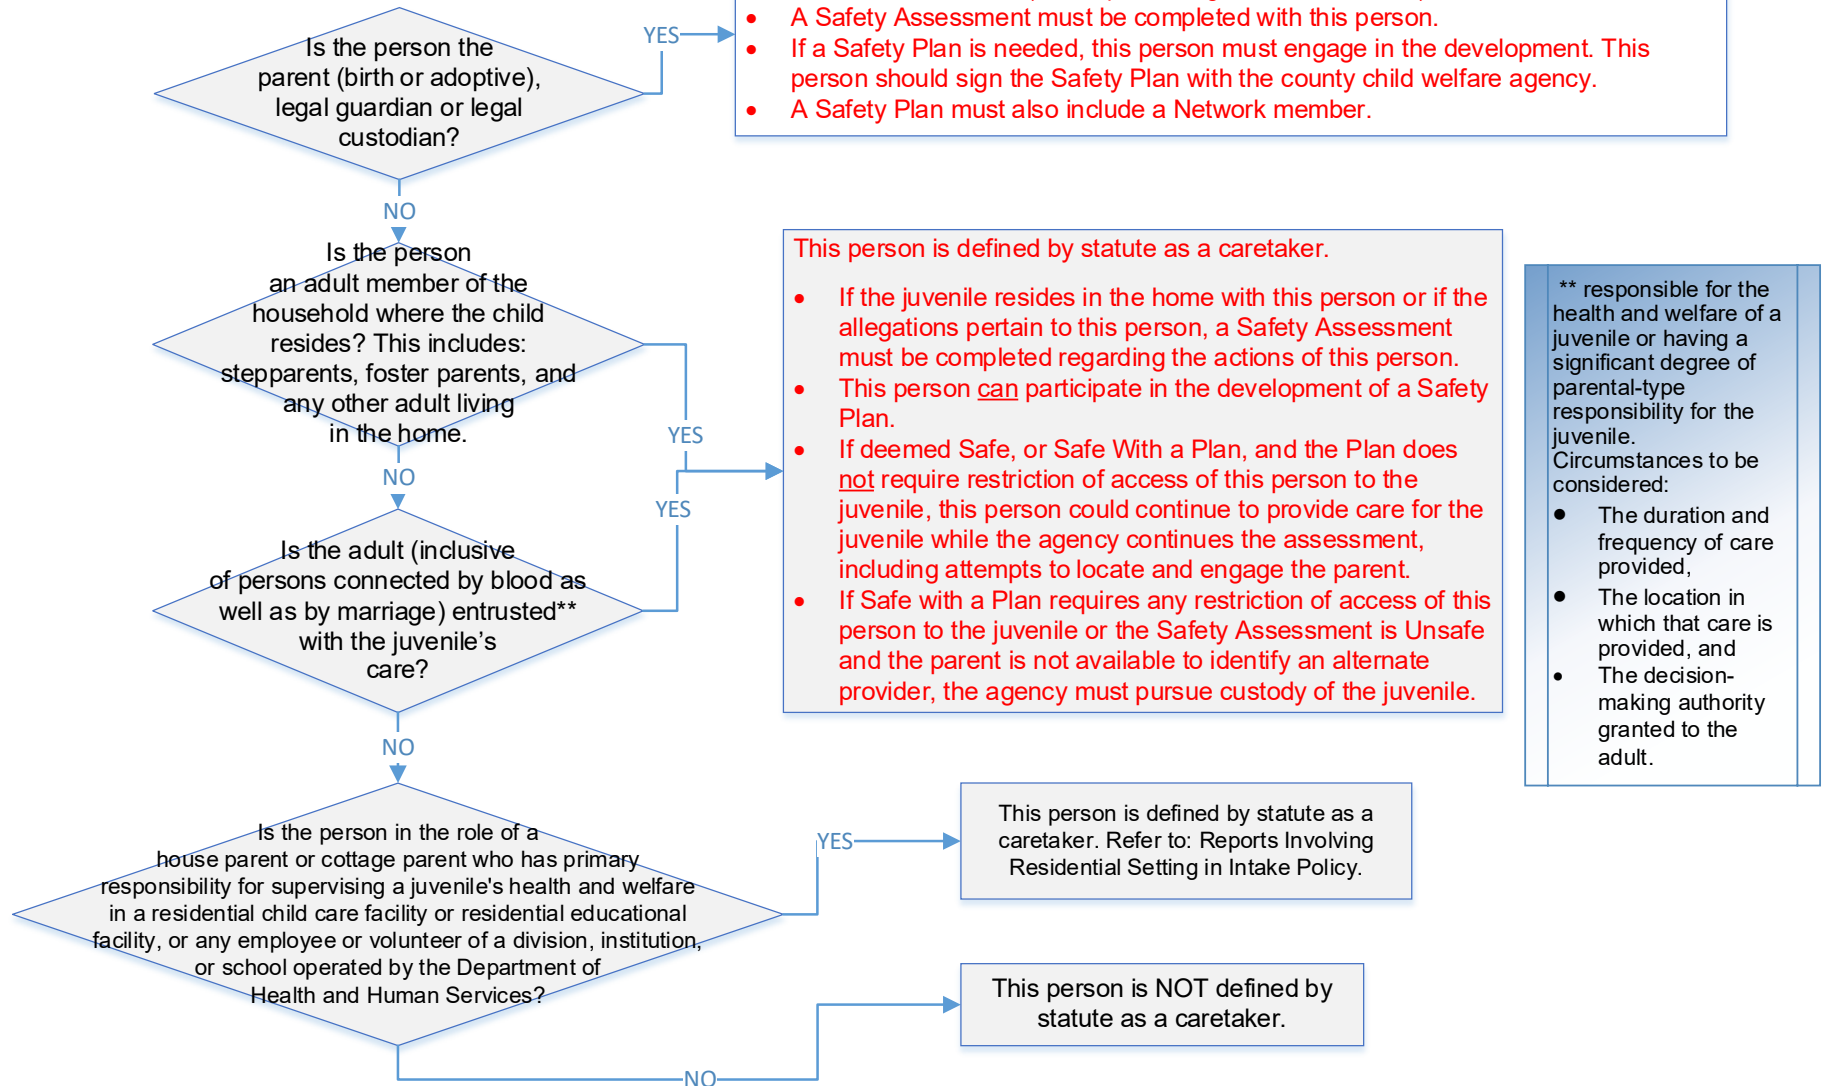 • A Safety Assessment must be completed with this person.
• If a Safety Plan is needed, this person must engage in the development. This
person should sign the Safety Plan with the county child welfare agency.
• A Safety Plan must also include a Network member.
Is the person the
parent (birth or adoptive),
legal guardian or legal
custodian?
YES
NO
Is the person
an adult member of the
household where the child
resides? This includes:
stepparents, foster parents, and
any other adult living
in the home.
YES
NO
Is the adult (inclusive
of persons connected by blood as
well as by marriage) entrusted**
with the juvenile’s
care?
YES
NO
This person is defined by statute as a caretaker.
• If the juvenile resides in the home with this person or if the
allegations pertain to this person, a Safety Assessment
must be completed regarding the actions of this person.
• This person can participate in the development of a Safety
Plan.
• If deemed Safe, or Safe With a Plan, and the Plan does
not require restriction of access of this person to the
juvenile, this person could continue to provide care for the
juvenile while the agency continues the assessment,
including attempts to locate and engage the parent.
• If Safe with a Plan requires any restriction of access of this
person to the juvenile or the Safety Assessment is Unsafe
and the parent is not available to identify an alternate
provider, the agency must pursue custody of the juvenile.
** responsible for the
health and welfare of a
juvenile or having a
significant degree of
parental-type
responsibility for the
juvenile.
Circumstances to be
considered:
• The duration and
frequency of care
provided,
• The location in
which that care is
provided, and
• The decision-
making authority
granted to the
adult.
Is the person in the role of a
house parent or cottage parent who has primary
responsibility for supervising a juvenile's health and welfare
in a residential child care facility or residential educational
facility, or any employee or volunteer of a division, institution,
or school operated by the Department of
Health and Human Services?
YES
This person is defined by statute as a
caretaker. Refer to: Reports Involving
Residential Setting in Intake Policy.
NO
This person is NOT defined by
statute as a caretaker.